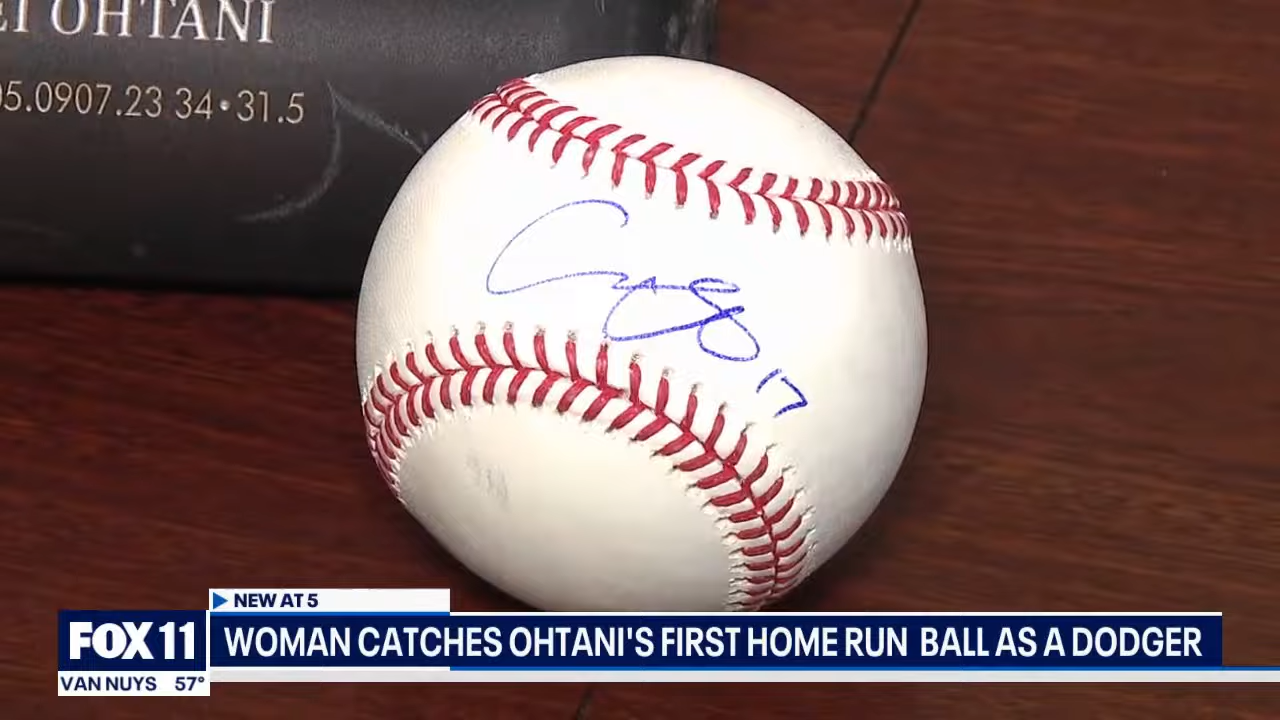 EI OHTANI
05.0907.23 34•31.5
17
NEW AT 5
FOX 11
WOMAN CATCHES OHTANI'S FIRST HOME RUN BALL AS A DODGER
VAN NUYS 57°